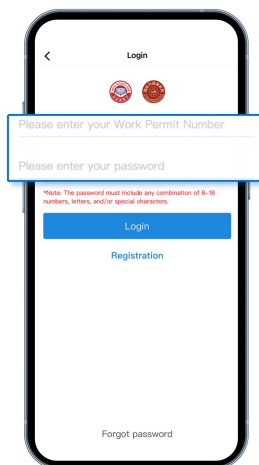 Login
Please enter your Work Permit Number
Please enter your password
*Note: The password must include any combination of 8-16
numbers, letters, and/or special characters.
Login
Registration
Forgot password